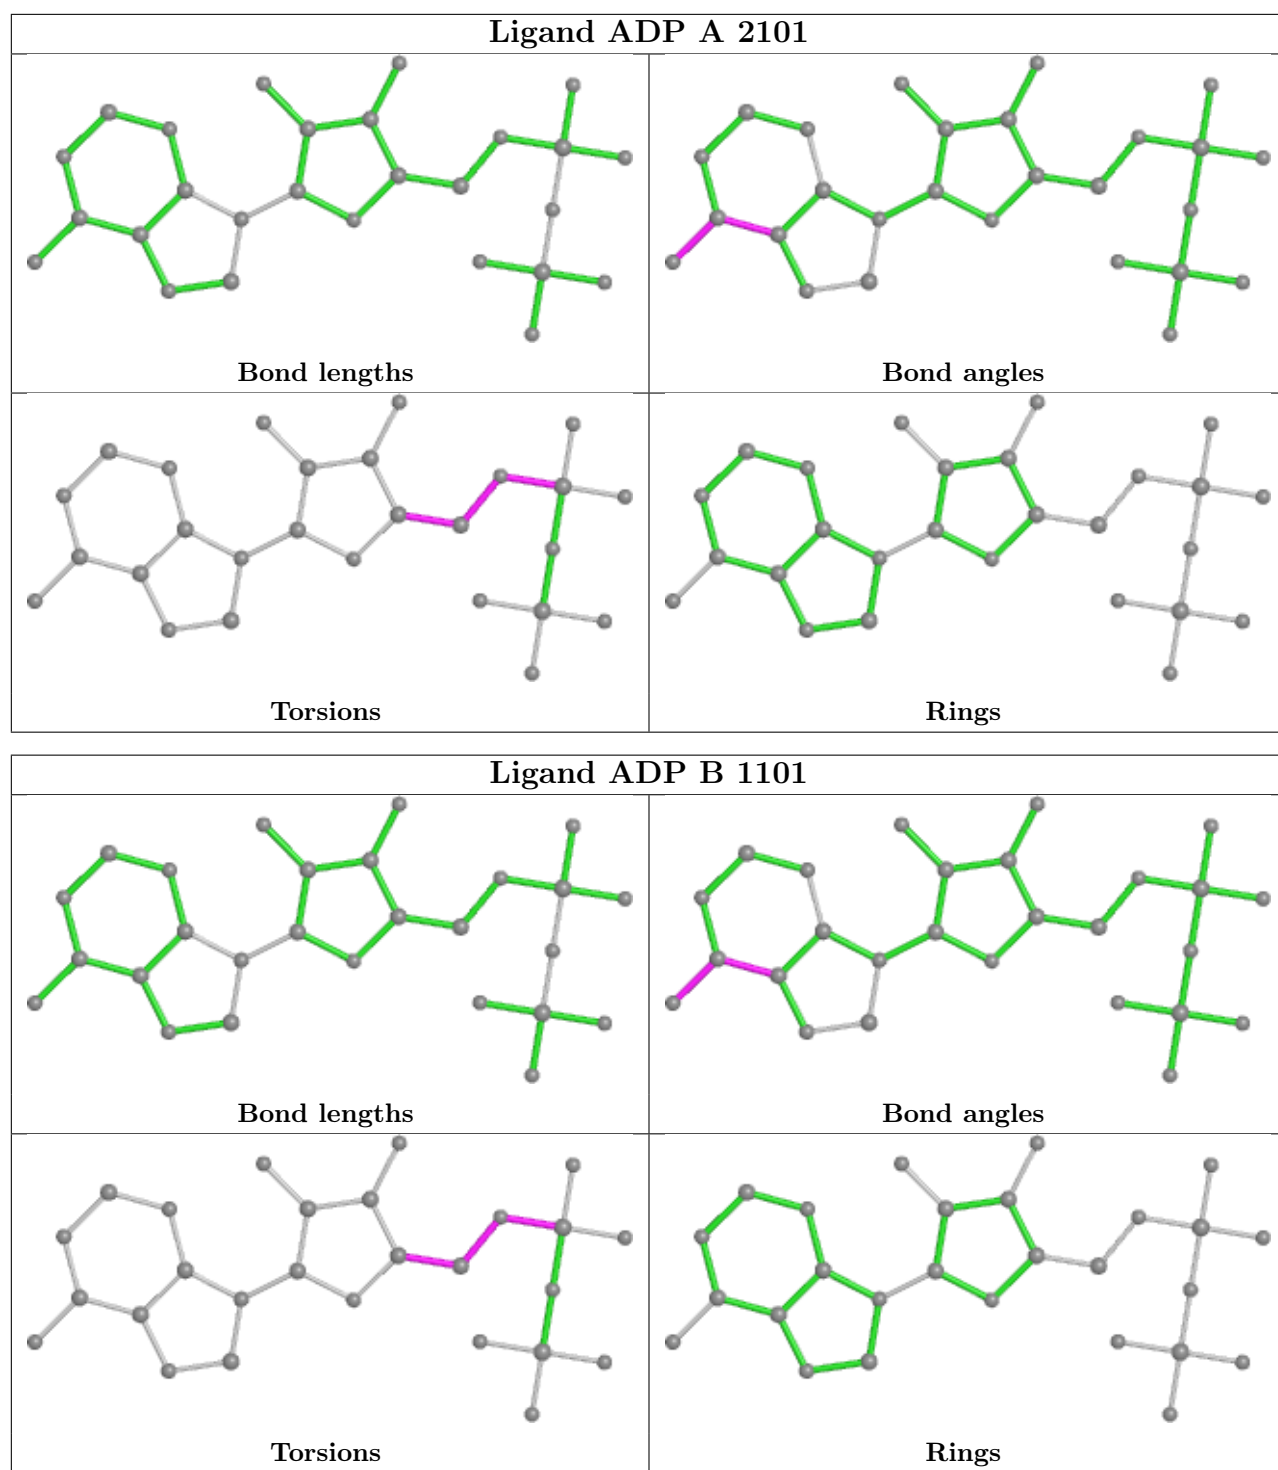 Ligand ADP A 2101
Bond lengths
Bond angles
Torsions
Rings
Ligand ADP B 1101
Bond lengths
Bond angles
Torsions
Rings